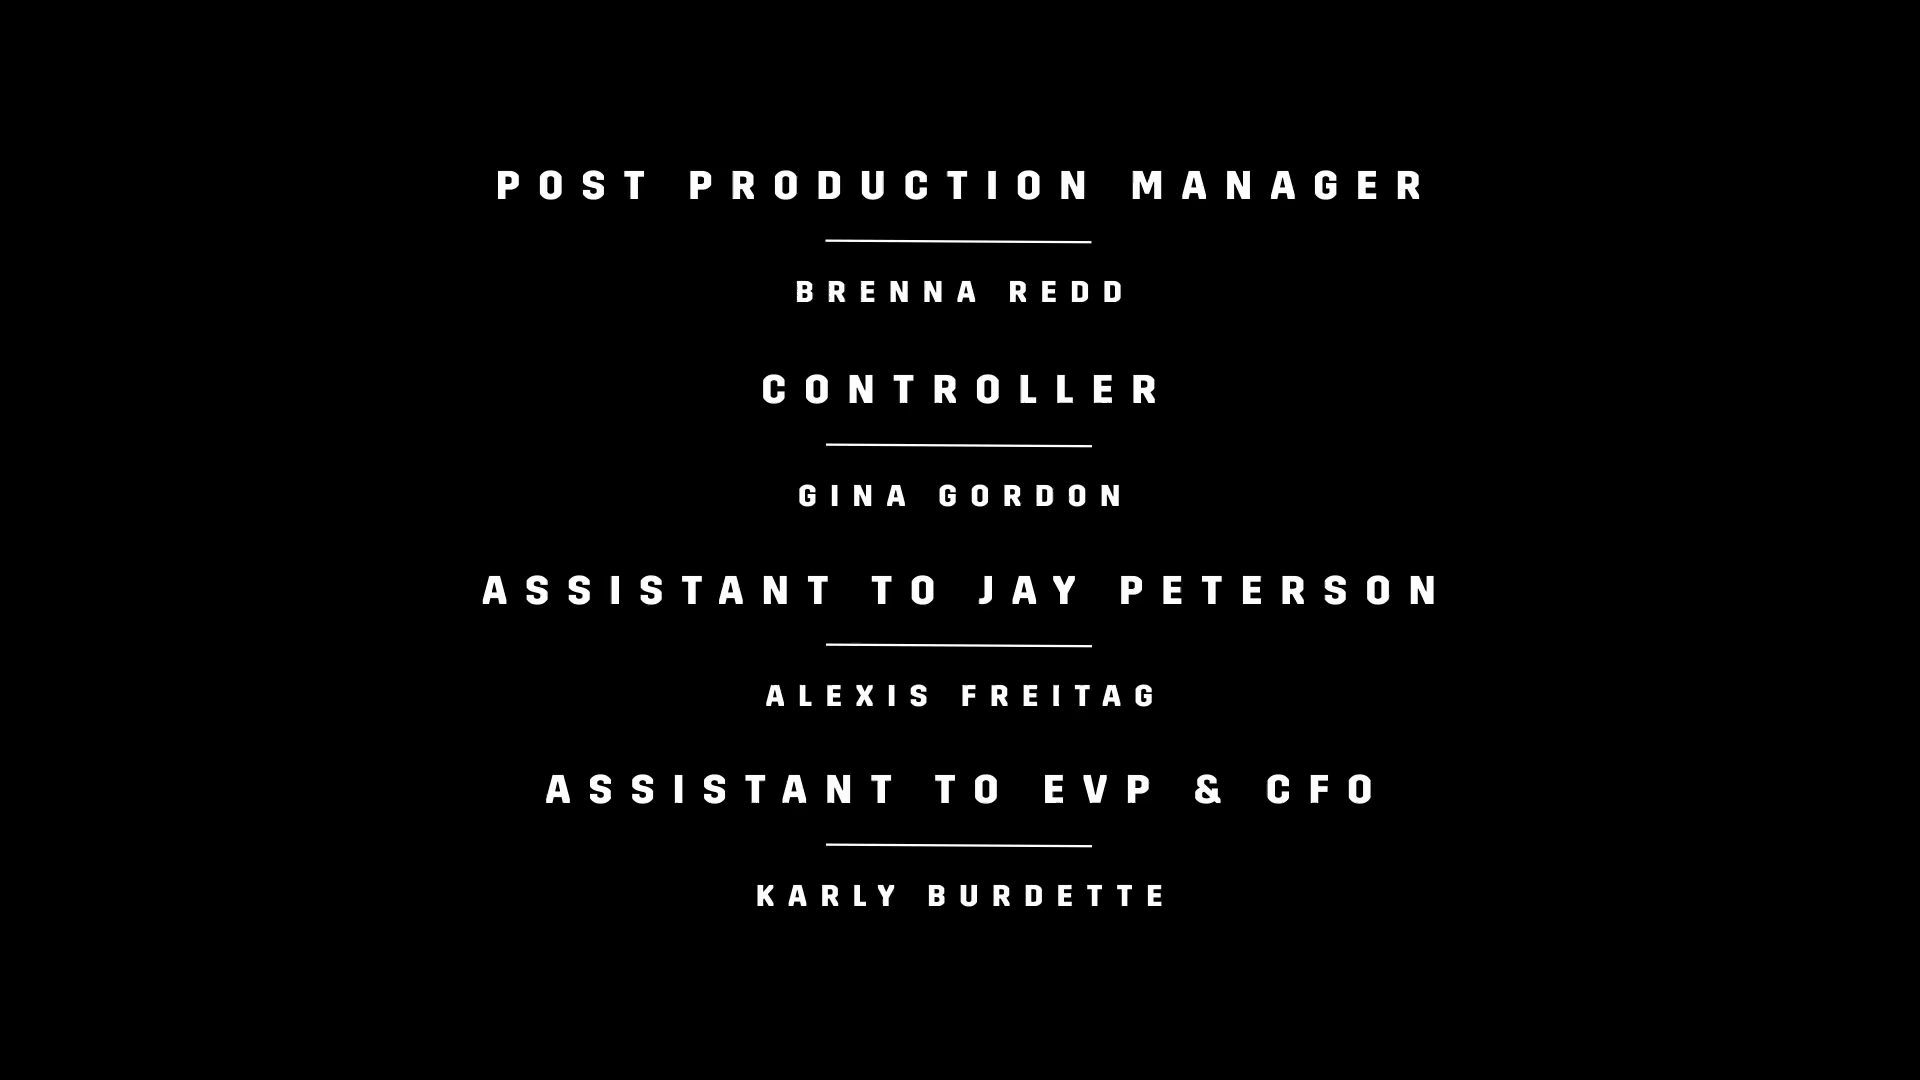 POST PRODUCTION MANAGER
BRENNA REDD
CONTROLLER
GINA GORDON
ASSISTANT TO JAY PETERSON
ALEXIS FREITAG
ASSISTANT TO EVP & CFO
KARLY BURDETTE